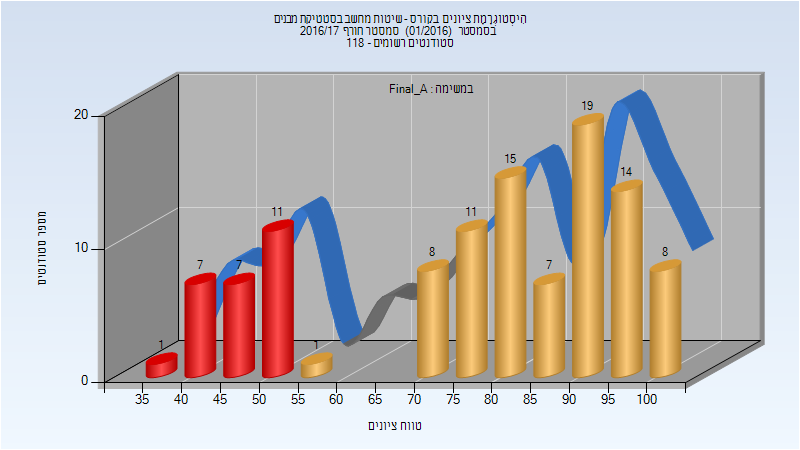 היסטוגרמת ציונים בקורס - שיטות מחשב בסטטיקת מבנים
בסמסטר (01/2016) סמסטר חורף 2016/17
סטודנטים רשומים - 118
במשימה : Final_A
מספר סטודנטים
20
10
0
1
7
7
11
1
8
11
15
7
19
14
8
35 40 45 50 55 60 65 70 75 80 85 90 95 100
טווח ציונים